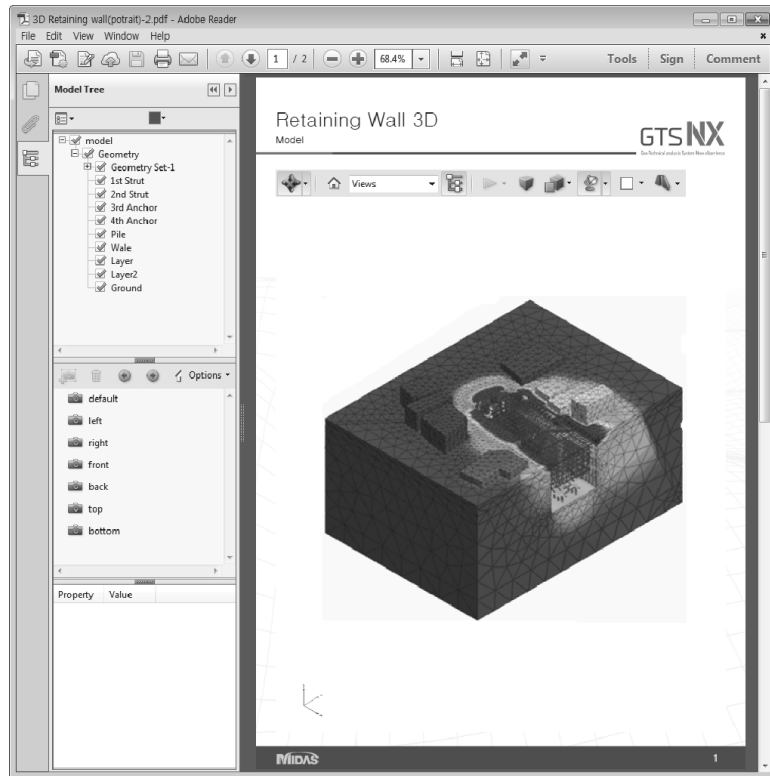 3D Retaining wall(potrait)-2.pdf - Adobe Reader
File Edit View Window Help
1 / 2 68.4% Tools Sign Comment
Model Tree
model
Geometry
Geometry Set-1
1st Strut
2nd Strut
3rd Anchor
4th Anchor
Pile
Wale
Layer
Layer2
Ground
Options
default
left
right
front
back
top
bottom
Property Value
Retaining Wall 3D
Model
GTSNX
Views
MIDAS
1